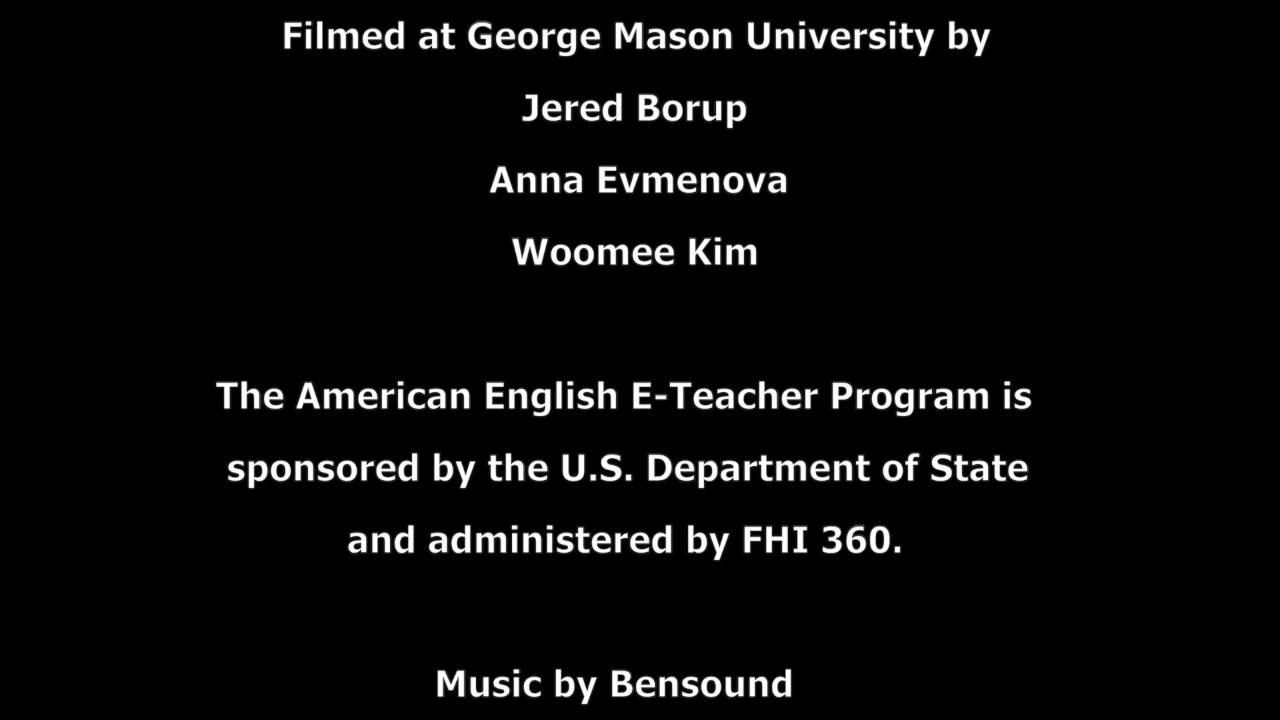 Filmed at George Mason University by
Jered Borup
Anna Evmenova
Woomee Kim
The American English E-Teacher Program is
sponsored by the U.S. Department of State
and administered by FHI 360.
Music by Bensound